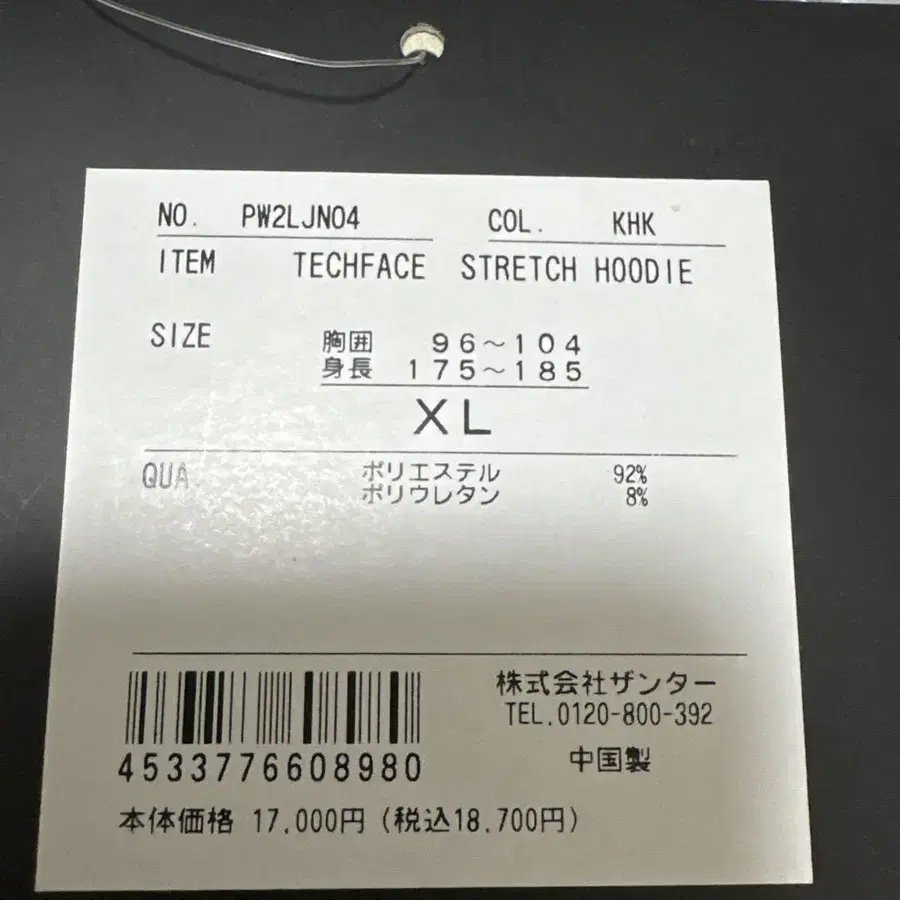 NO. PW2LJN04 COL. KHK
ITEM TECHFACE STRETCH HOODIE
SIZE 胸囲 96～104
身長 175～185
XL
QUA. ポリエステル 92%
ポリウレタン 8%
株式会社ザンター
TEL.0120-800-392
中国製
4533776608980
本体価格 17,000円(税込18,700円)